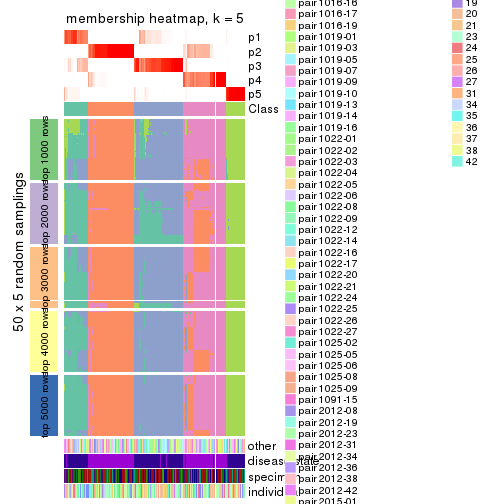 membership heatmap, k = 5
p1
p2
p3
p4
p5
Class
50 x 5 random samplings
top 1000 rows
top 2000 rows
top 3000 rows
top 4000 rows
top 5000 rows
other
disease.state
individ
pair1016-16
pair1016-17
pair1019-01
pair1019-03
pair1019-05
pair1019-07
pair1019-09
pair1019-10
pair1019-13
pair1019-14
pair1019-16
pair1022-01
pair1022-02
pair1022-03
pair1022-04
pair1022-05
pair1022-06
pair1022-08
pair1022-09
pair1022-12
pair1022-14
pair1022-16
pair1022-17
pair1022-20
pair1022-21
pair1022-24
pair1022-25
pair1022-26
pair1022-27
pair1025-02
pair1025-05
pair1025-06
pair1025-08
pair1025-09
pair1091-15
pair2012-08
pair2012-19
pair2012-23
pair2012-31
pair2012-34
pair2012-36
pair2012-38
pair2012-42
pair2015-01
19
20
21
23
24
25
26
27
31
34
35
36
37
38
42